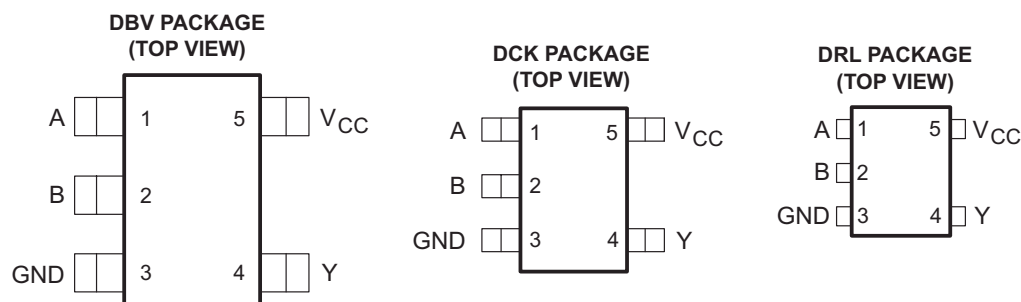 DBV PACKAGE
(TOP VIEW)
A 1 5 VCC
B 2
GND 3 4 Y
DCK PACKAGE
(TOP VIEW)
A 1 5 VCC
B 2
GND 3 4 Y
DRL PACKAGE
(TOP VIEW)
A 1 5 VCC
B 2
GND 3 4 Y